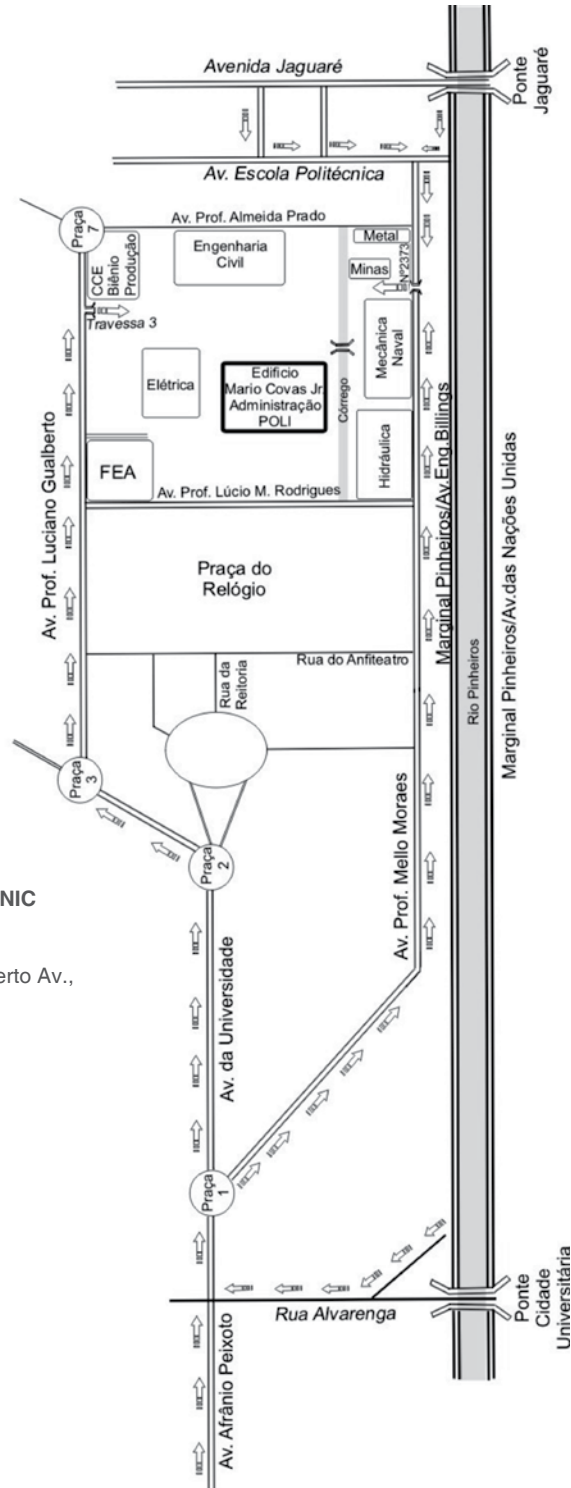 Avenida Jaguaré
Ponte
Jaguaré
Av. Escola Politécnica
Av. Prof. Almeida Prado
Praça
7
CCE
Biênio
Produção
Engenharia
Civil
Metal
Minas
Nº2373
Travessa 3
Elétrica
Edificio
Mario Covas Jr.
Administração
POLI
Córrego
Mecânica
Naval
Hidráulica
FEA
Av. Prof. Lúcio M. Rodrigues
Av. Prof. Luciano Gualberto
Praça do
Relógio
Marginal Pinheiros/Av.Eng.Billings
Rio Pinheiros
Marginal Pinheiros/Av.das Nações Unidas
Rua do Anfiteatro
Rua da
Reitoria
Praça
3
Praça
2
NIC
erto Av.,
Av. da Universidade
Av. Prof. Mello Moraes
Praça
1
Rua Alvarenga
Ponte
Cidade
Universitária
Av. Afrânio Peixoto